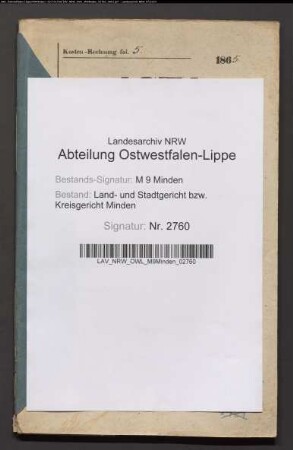 Kosten-Rechnung fol. 5
1865
Landesarchiv NRW
Abteilung Ostwestfalen-Lippe
Bestands-Signatur: M 9 Minden
Bestand: Land- und Stadtgericht bzw.
Kreisgericht Minden
Signatur: Nr. 2760
LAV_NRW_OWL_M9Minden_02760